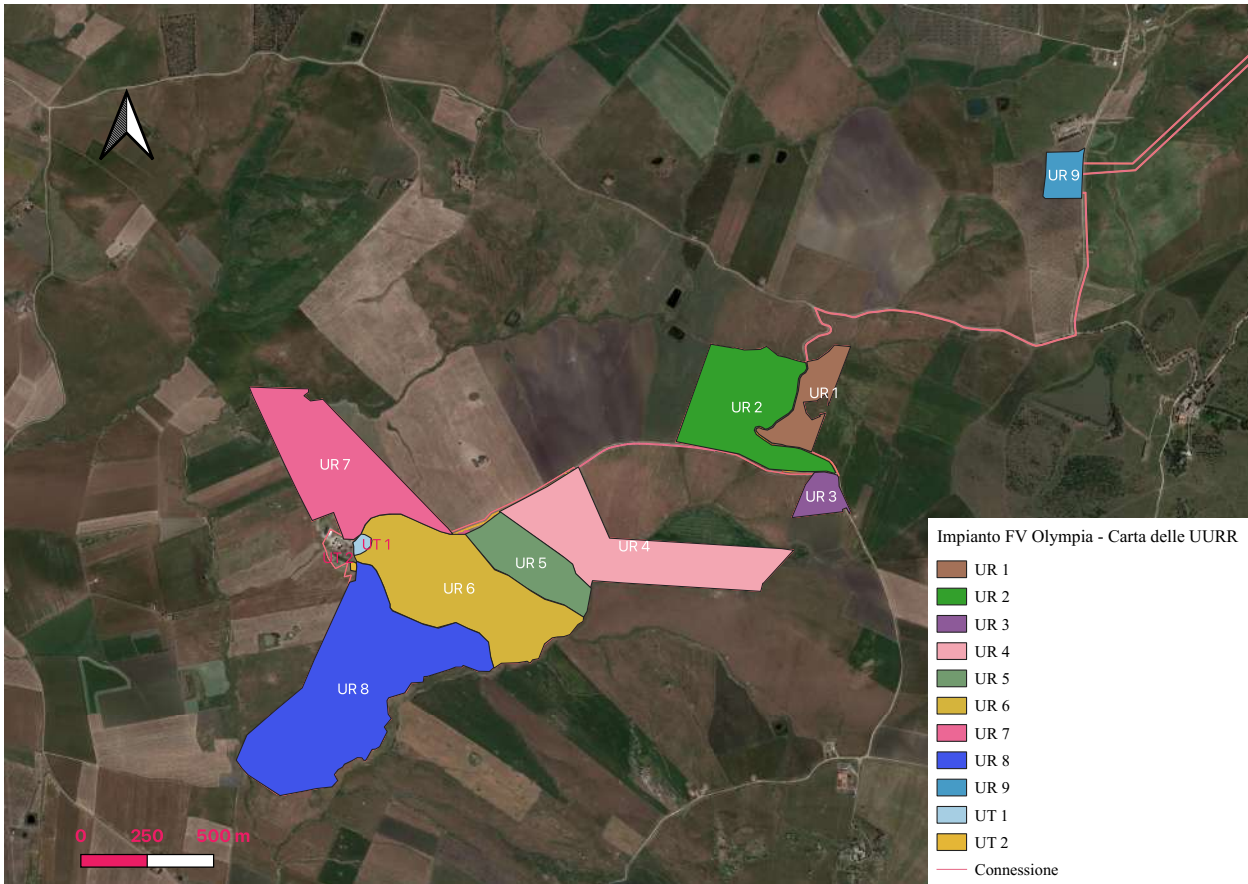 UR 9
UR 1
UR 2
UR 7
UR 3
UT 1
UR 4
UR 5
UR 6
UR 8
0 250 500 m
Impianto FV Olympia - Carta delle UURR
UR 1
UR 2
UR 3
UR 4
UR 5
UR 6
UR 7
UR 8
UR 9
UT 1
UT 2
Connessione